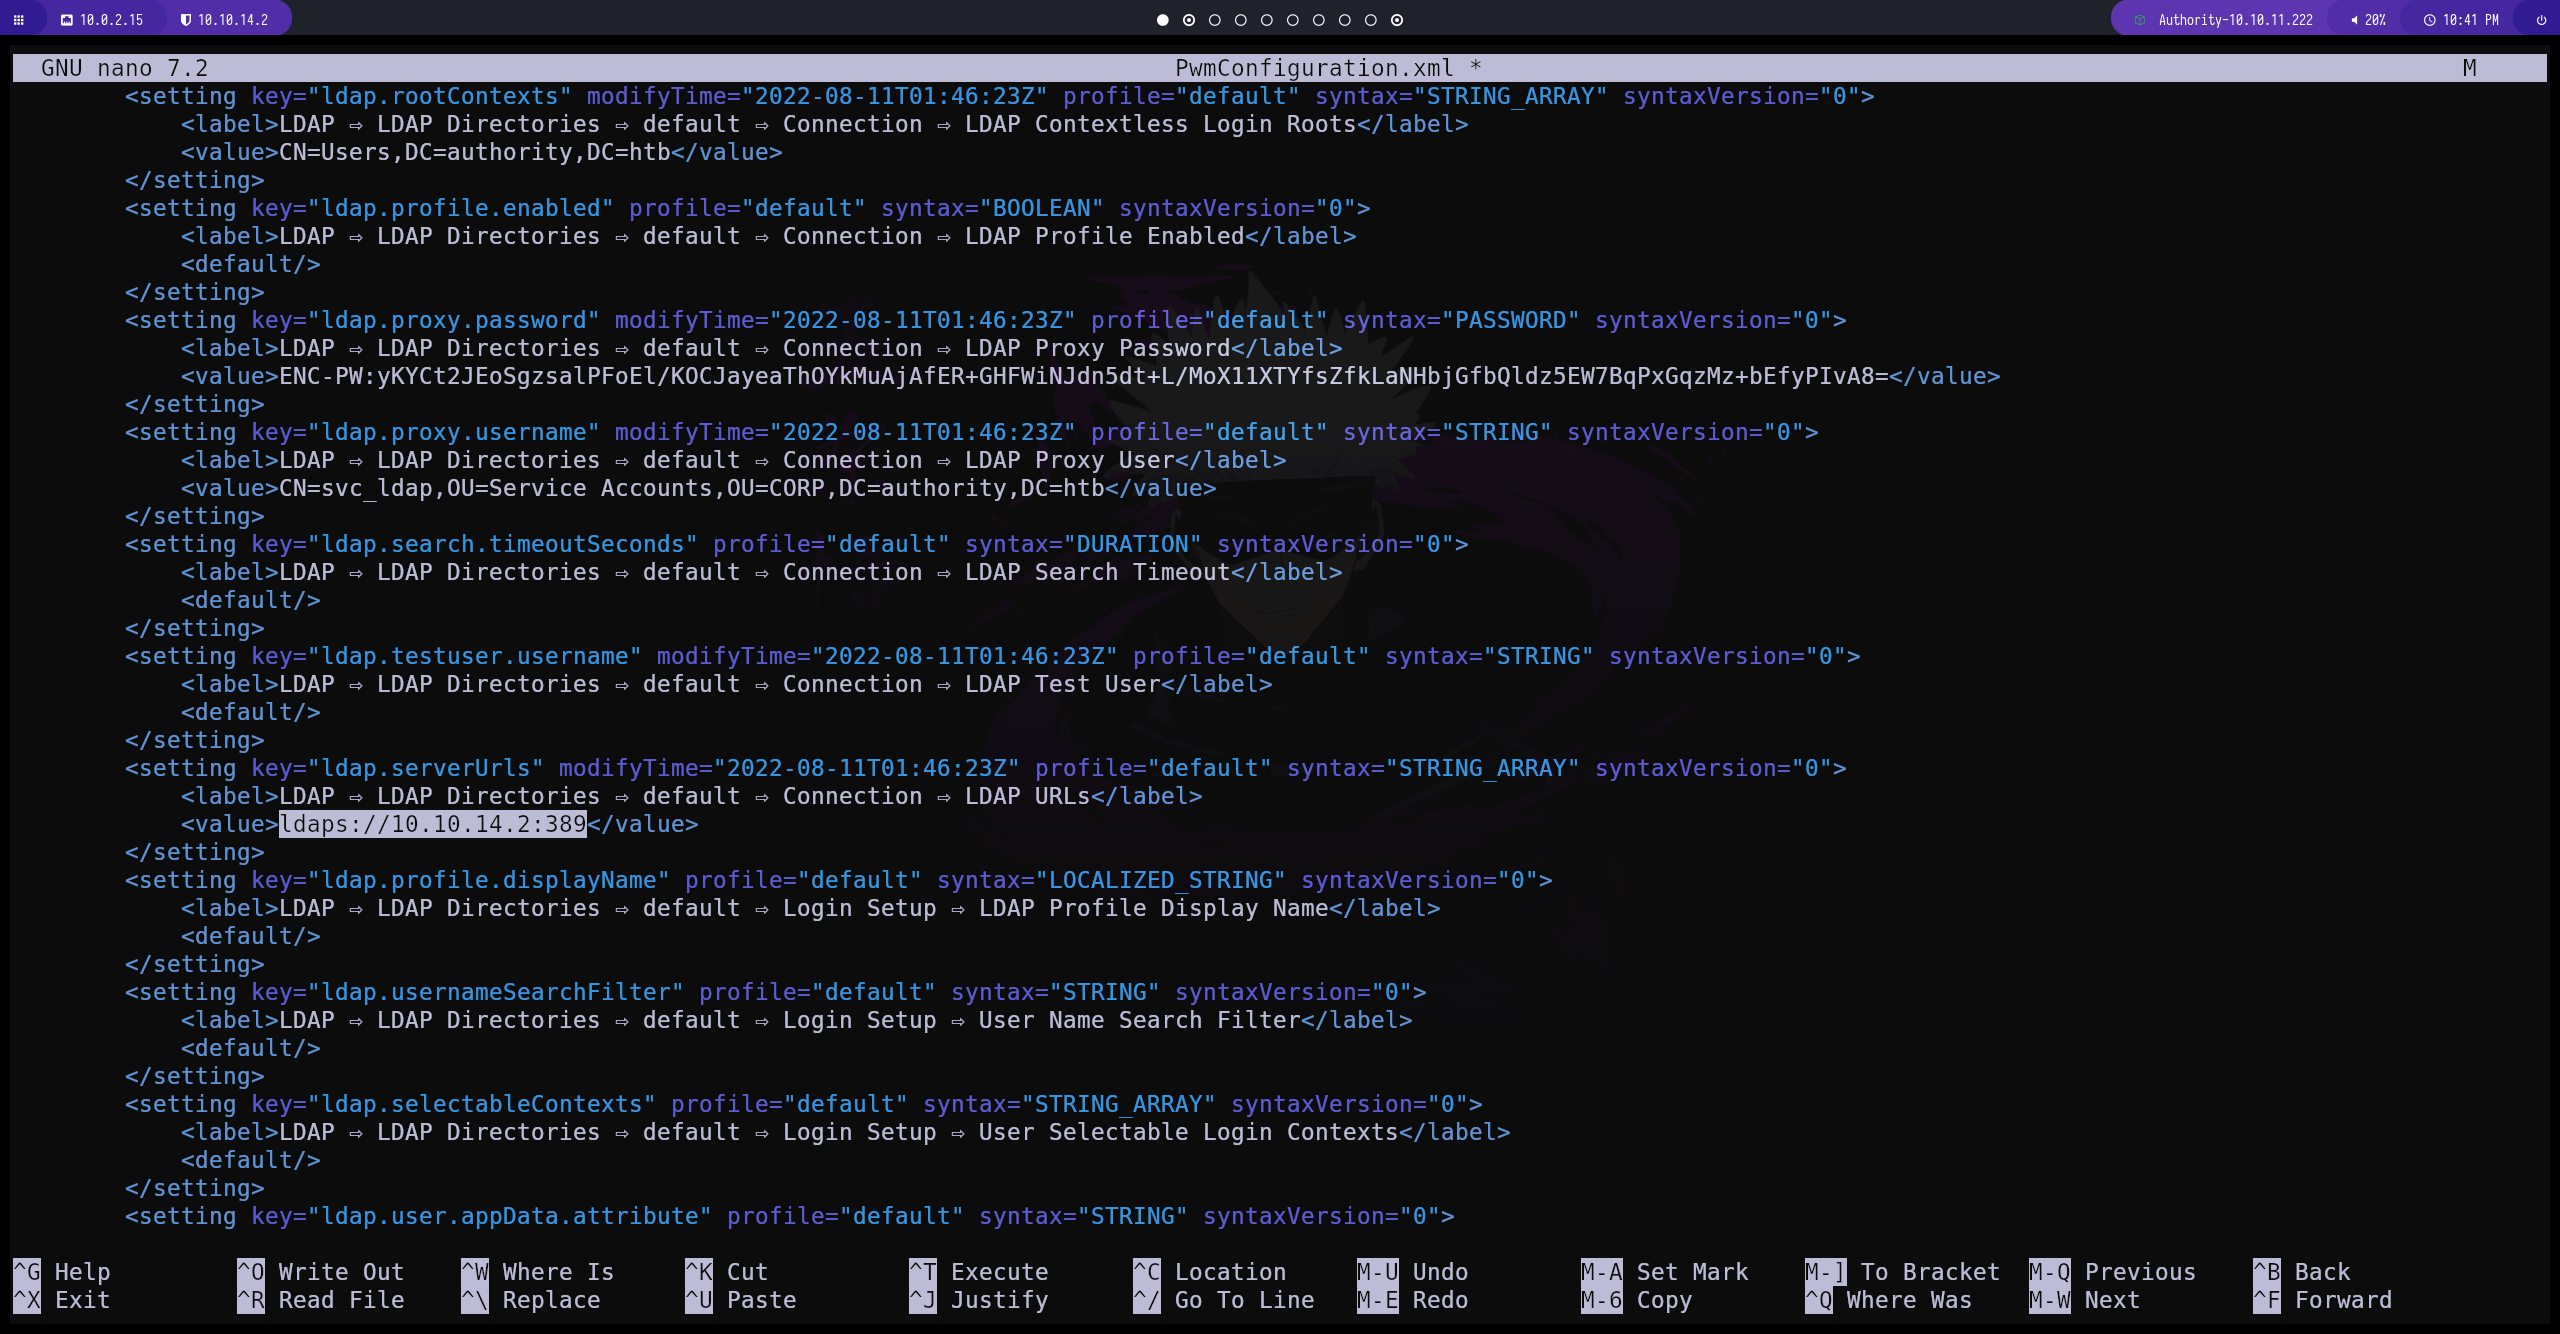 10.0.2.15 10.10.14.2 Authority-10.10.11.222 20% 10:41 PM
GNU nano 7.2 PwmConfiguration.xml * M
<setting key="ldap.rootContexts" modifyTime="2022-08-11T01:46:23Z" profile="default" syntax="STRING_ARRAY" syntaxVersion="0">
<label>LDAP ⇨ LDAP Directories ⇨ default ⇨ Connection ⇨ LDAP Contextless Login Roots</label>
<value>CN=Users,DC=authority,DC=htb</value>
</setting>
<setting key="ldap.profile.enabled" profile="default" syntax="BOOLEAN" syntaxVersion="0">
<label>LDAP ⇨ LDAP Directories ⇨ default ⇨ Connection ⇨ LDAP Profile Enabled</label>
<default/>
</setting>
<setting key="ldap.proxy.password" modifyTime="2022-08-11T01:46:23Z" profile="default" syntax="PASSWORD" syntaxVersion="0">
<label>LDAP ⇨ LDAP Directories ⇨ default ⇨ Connection ⇨ LDAP Proxy Password</label>
<value>ENC-PW:yKYCt2JEoSgzsalPFoEl/KOCJayeaThOYkMuAjAfER+GHFWiNJdn5dt+L/MoX11XTYfsZfkLaNHbjGfbQldz5EW7BqPxGqzMz+bEfyPIvA8=</value>
</setting>
<setting key="ldap.proxy.username" modifyTime="2022-08-11T01:46:23Z" profile="default" syntax="STRING" syntaxVersion="0">
<label>LDAP ⇨ LDAP Directories ⇨ default ⇨ Connection ⇨ LDAP Proxy User</label>
<value>CN=svc_ldap,OU=Service Accounts,OU=CORP,DC=authority,DC=htb</value>
</setting>
<setting key="ldap.search.timeoutSeconds" profile="default" syntax="DURATION" syntaxVersion="0">
<label>LDAP ⇨ LDAP Directories ⇨ default ⇨ Connection ⇨ LDAP Search Timeout</label>
<default/>
</setting>
<setting key="ldap.testuser.username" modifyTime="2022-08-11T01:46:23Z" profile="default" syntax="STRING" syntaxVersion="0">
<label>LDAP ⇨ LDAP Directories ⇨ default ⇨ Connection ⇨ LDAP Test User</label>
<default/>
</setting>
<setting key="ldap.serverUrls" modifyTime="2022-08-11T01:46:23Z" profile="default" syntax="STRING_ARRAY" syntaxVersion="0">
<label>LDAP ⇨ LDAP Directories ⇨ default ⇨ Connection ⇨ LDAP URLs</label>
<value>ldaps://10.10.14.2:389</value>
</setting>
<setting key="ldap.profile.displayName" profile="default" syntax="LOCALIZED_STRING" syntaxVersion="0">
<label>LDAP ⇨ LDAP Directories ⇨ default ⇨ Login Setup ⇨ LDAP Profile Display Name</label>
<default/>
</setting>
<setting key="ldap.usernameSearchFilter" profile="default" syntax="STRING" syntaxVersion="0">
<label>LDAP ⇨ LDAP Directories ⇨ default ⇨ Login Setup ⇨ User Name Search Filter</label>
<default/>
</setting>
<setting key="ldap.selectableContexts" profile="default" syntax="STRING_ARRAY" syntaxVersion="0">
<label>LDAP ⇨ LDAP Directories ⇨ default ⇨ Login Setup ⇨ User Selectable Login Contexts</label>
<default/>
</setting>
<setting key="ldap.user.appData.attribute" profile="default" syntax="STRING" syntaxVersion="0">
^G Help ^O Write Out ^W Where Is ^K Cut ^T Execute ^C Location M-U Undo M-A Set Mark M-] To Bracket M-Q Previous ^B Back
^X Exit ^R Read File ^\ Replace ^U Paste ^J Justify ^/ Go To Line M-E Redo M-6 Copy ^Q Where Was M-W Next ^F Forward